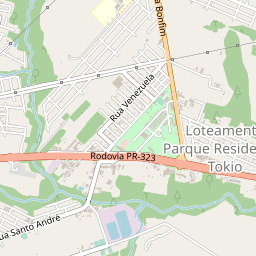 a Bonfim
Rua Venezuela
Loteament
Parque Reside
Tokio
Rodovia PR-323
ua Santo André